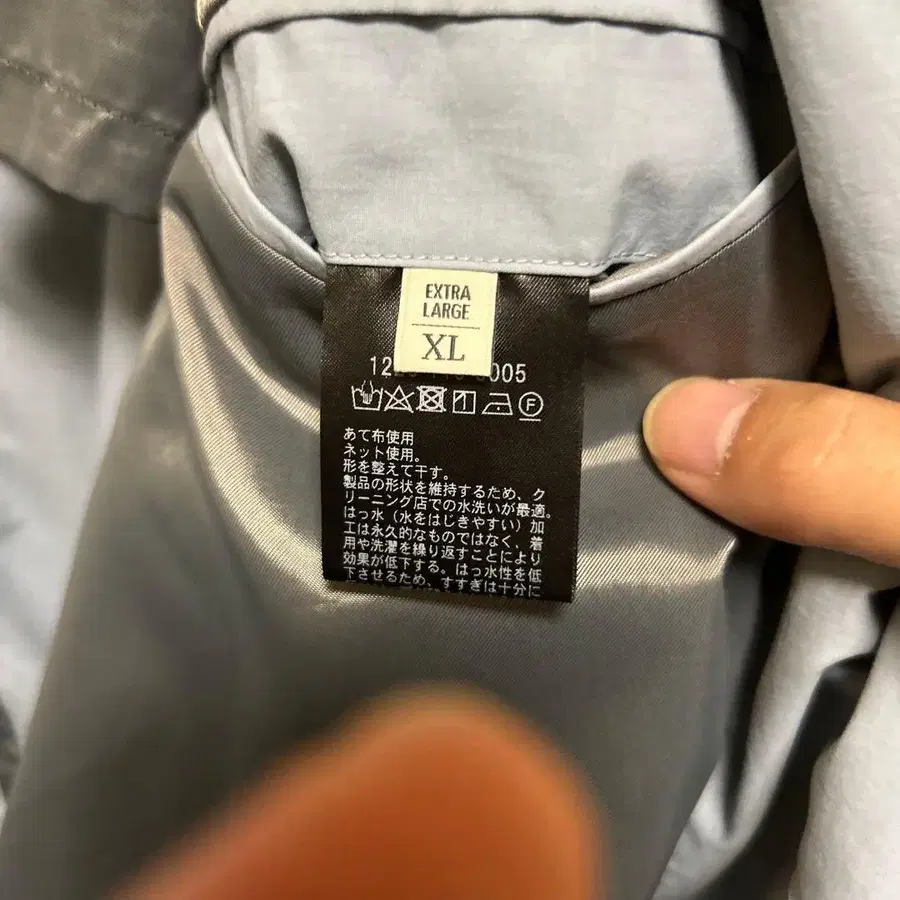 EXTRA
LARGE
XL
005
F
あて布使用
ネット使用。
形を整えて干す。
製品の形状を維持するため、ク
リーニング店での水洗いが最適。
はっ水（水をはじきやすい）加
工は永久的なものではなく、着
用や洗濯を繰り返すことにより
効果が低下する。はっ水性を低
下させるため、すすぎは十分に